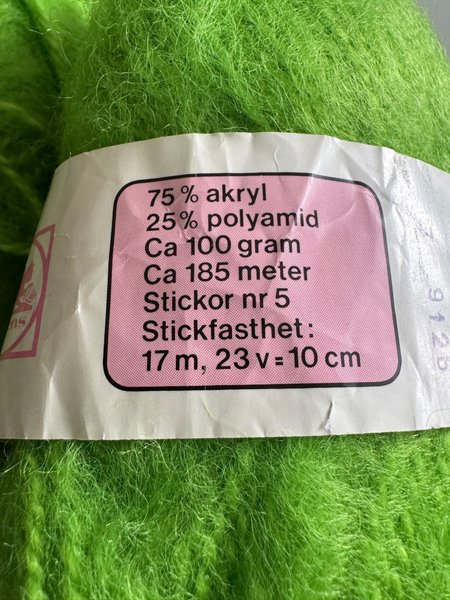 75 % akryl
25 % polyamid
Ca 100 gram
Ca 185 meter
Stickor nr 5
Stickfasthet:
17 m, 23 v = 10 cm